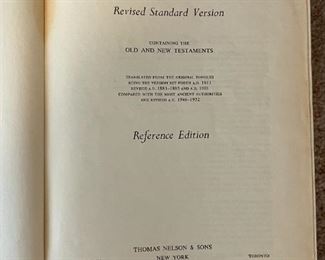 Revised Standard Version
CONTAINING THE
OLD AND NEW TESTAMENTS
TRANSLATED FROM THE ORIGINAL TONGUES
BEING THE VERSION SET FORTH A.D. 1611
REVISED A.D. 1881-1885 AND A.D. 1901
COMPARED WITH THE MOST ANCIENT AUTHORITIES
AND REVISED A.D. 1946-1952
Reference Edition
THOMAS NELSON & SONS
NEW YORK
TORONTO